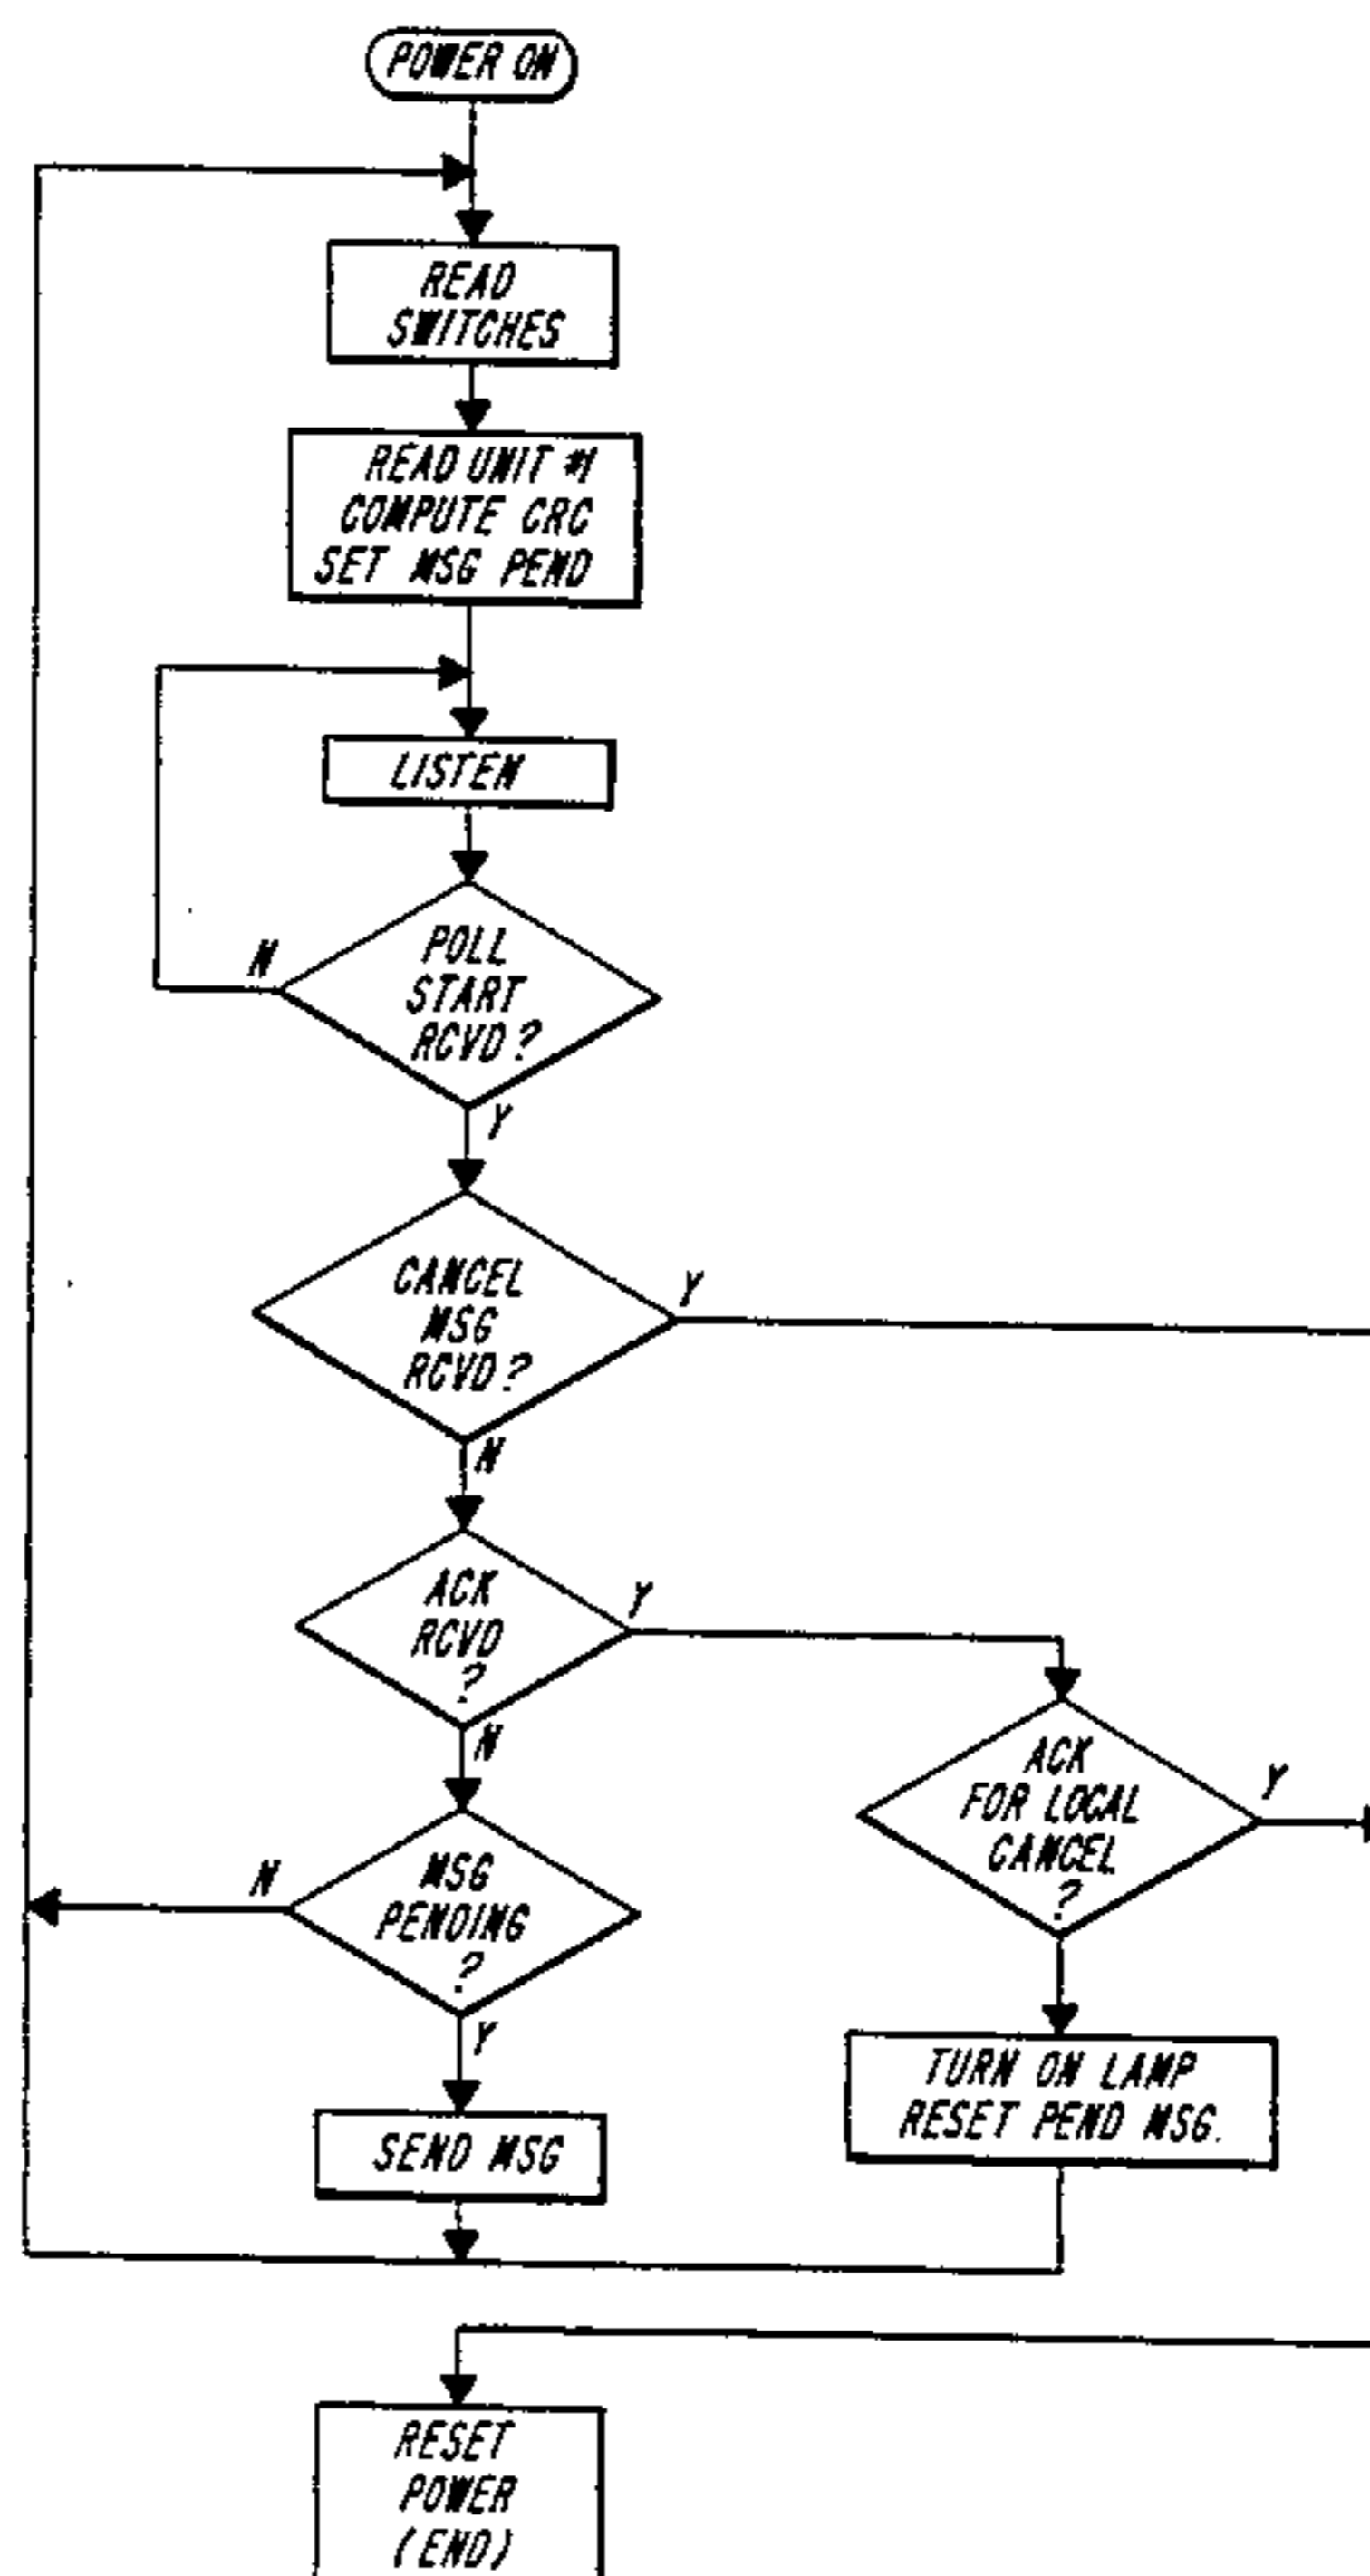 POWER ON
READ
SWITCHES
READ UNIT #1
COMPUTE CRC
SET MSG PEND
LISTEN
N
POLL
START
RCVD?
Y
CANCEL
MSG
RCVD?
Y
N
ACK
RCVD
?
Y
N
ACK
FOR LOCAL
CANCEL
?
Y
N
MSG
PENDING
?
Y
TURN ON LAMP
RESET PEND MSG.
SEND MSG
RESET
POWER
(END)